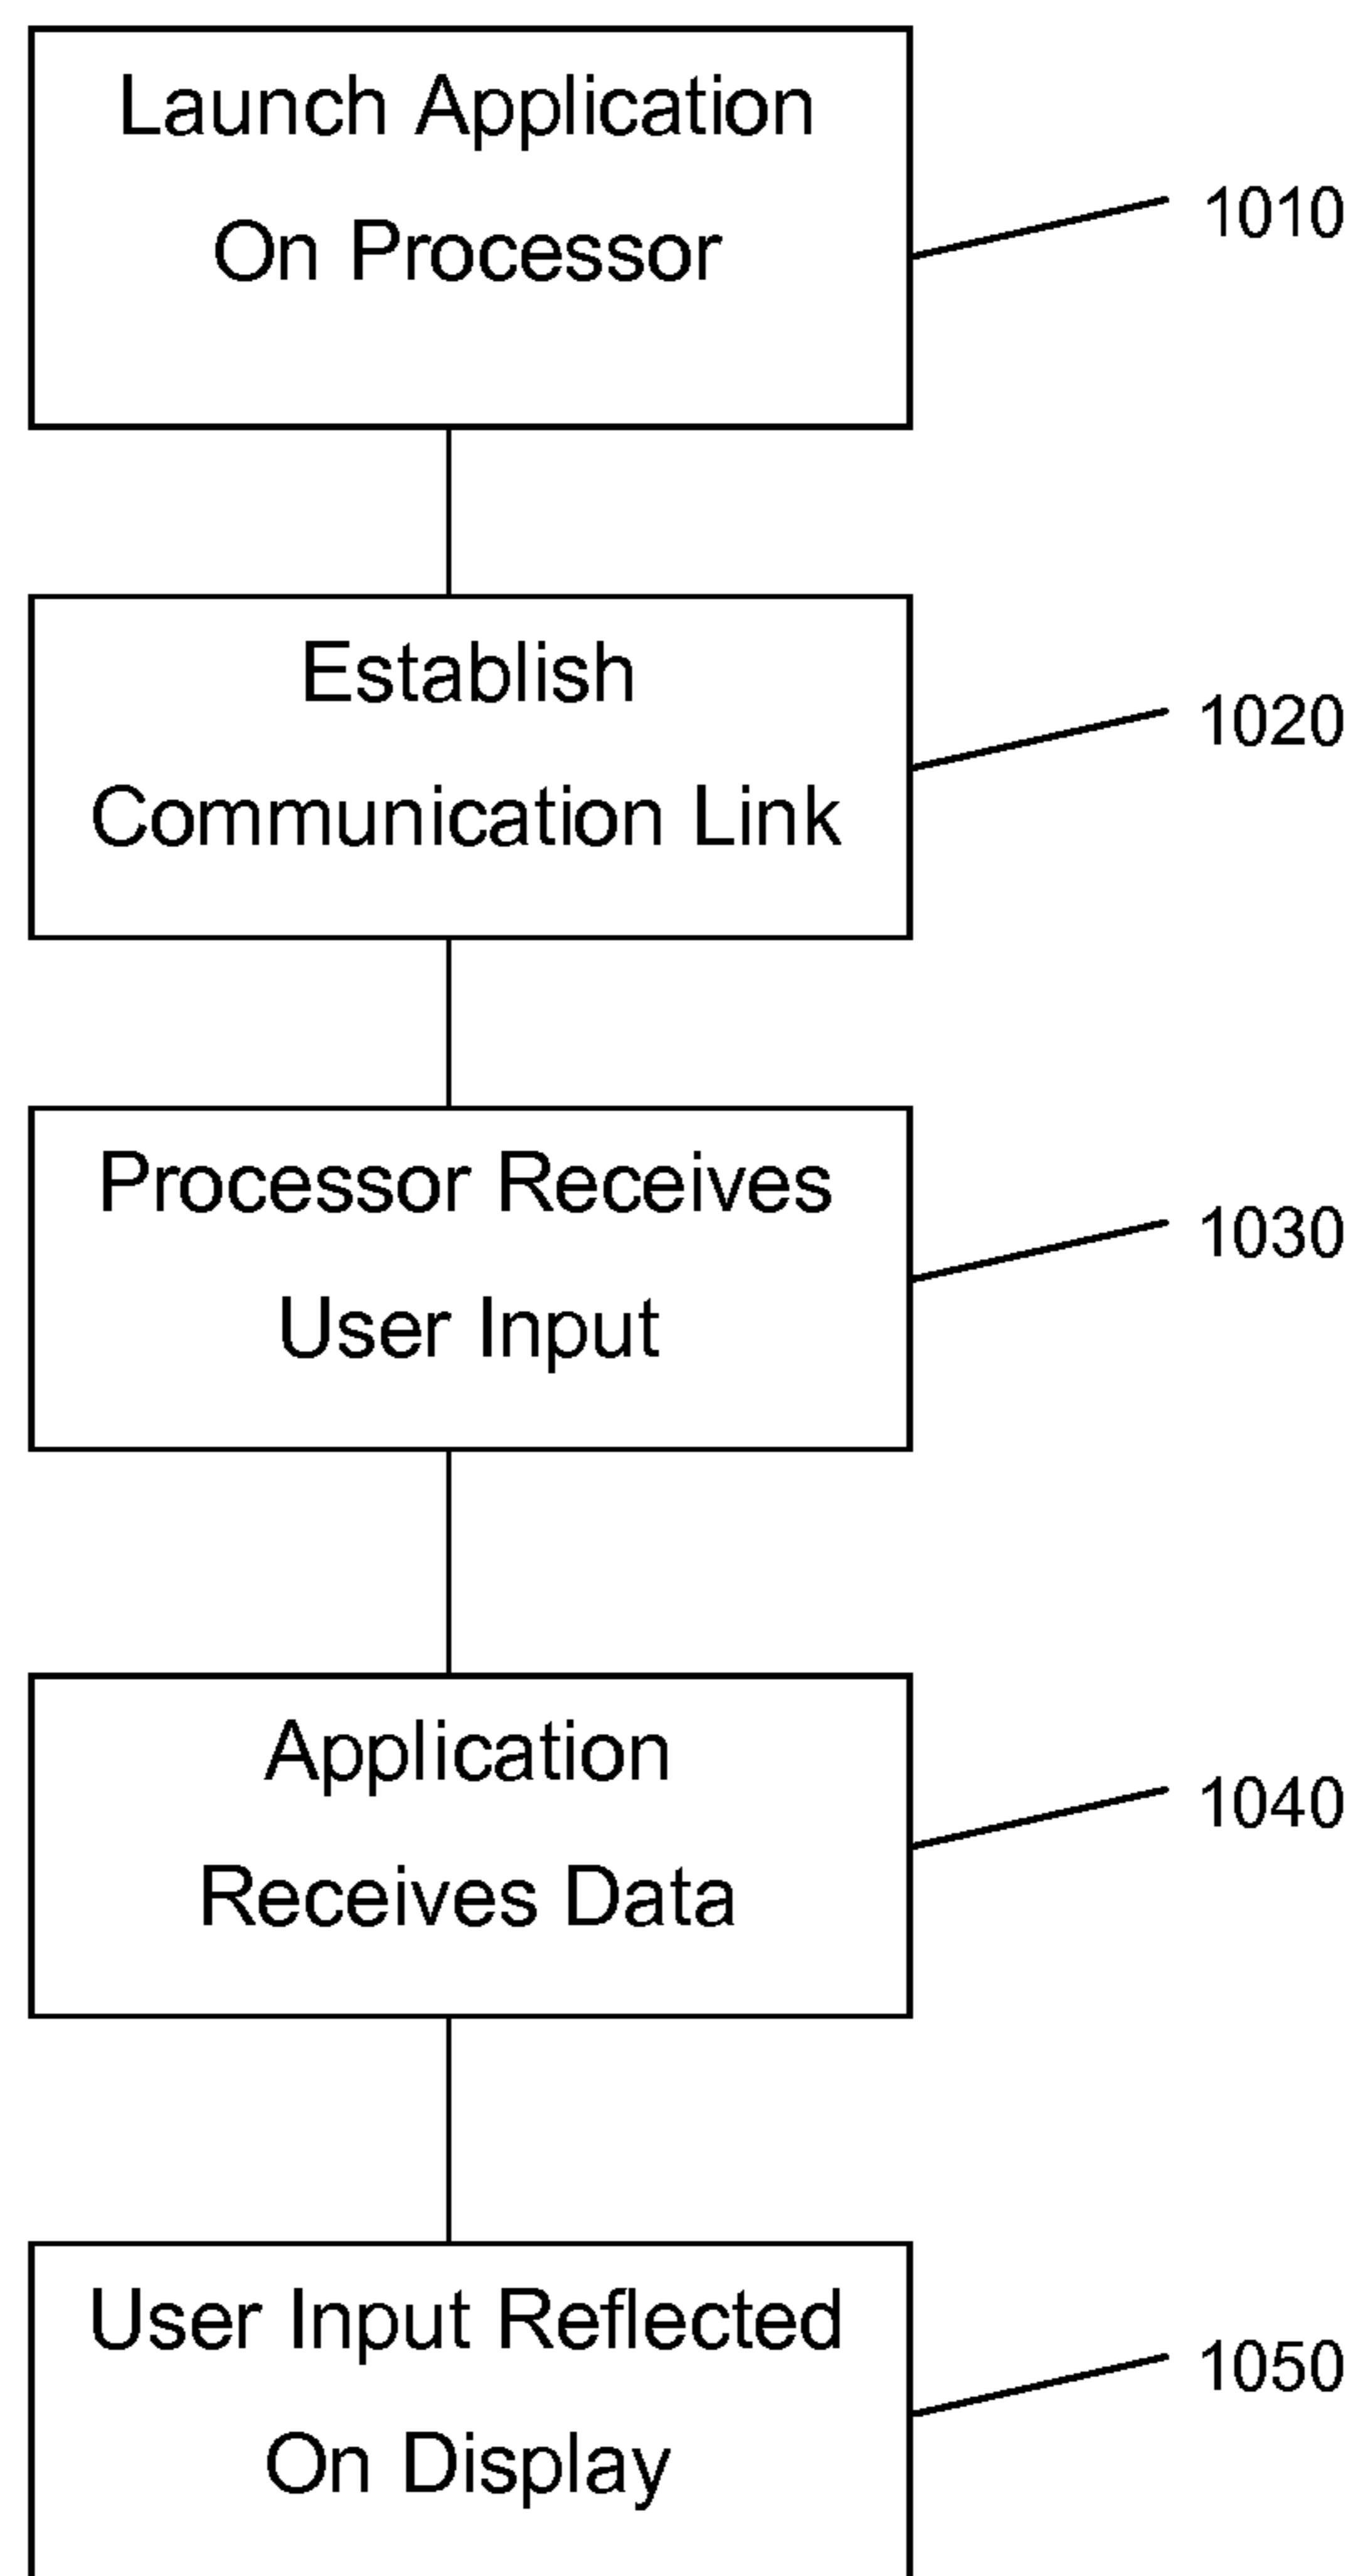 Launch Application
On Processor
1010
Establish
Communication Link
1020
Processor Receives
User Input
1030
Application
Receives Data
1040
User Input Reflected
On Display
1050